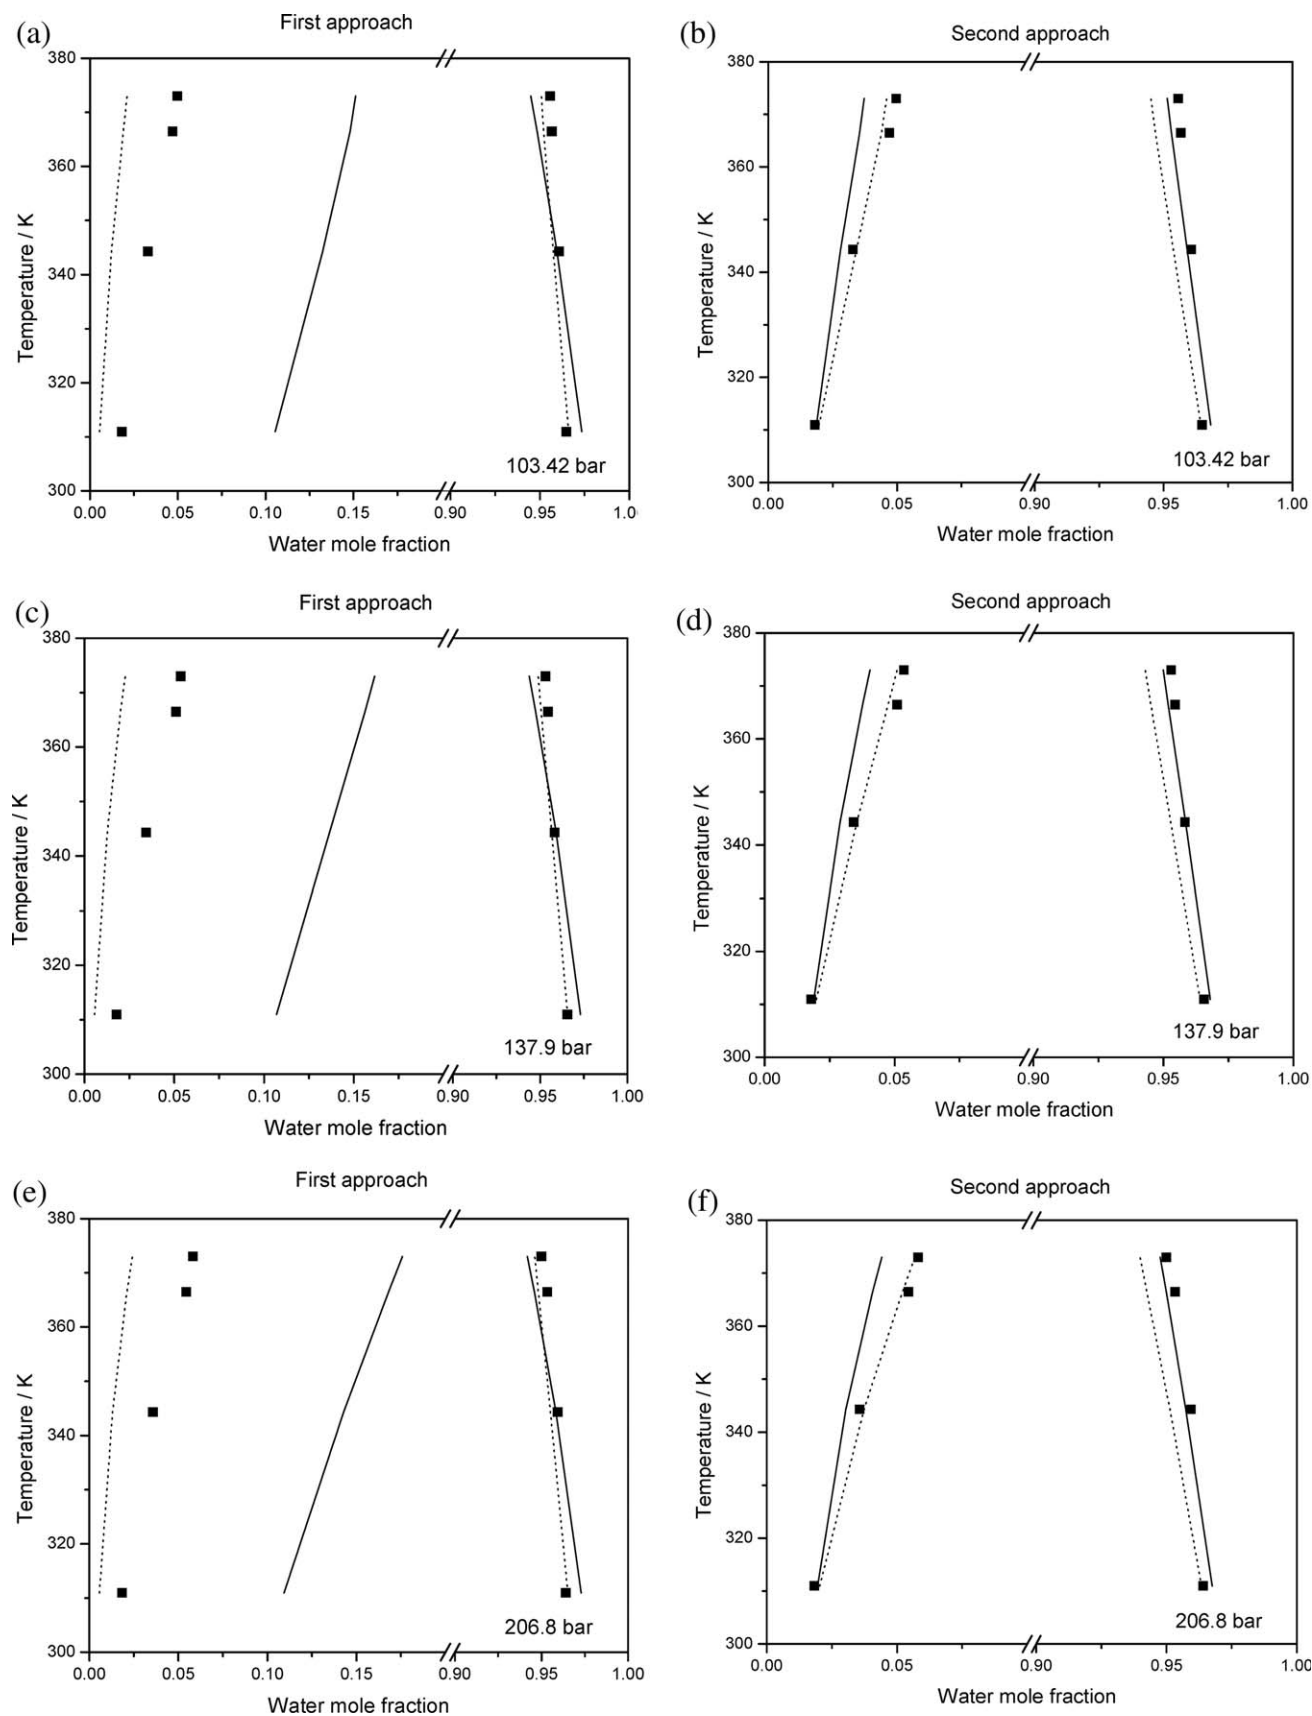 (a)
First approach
380
360
340
320
300
0.00 0.05 0.10 0.15 0.90 0.95 1.00
Temperature / K
Water mole fraction
103.42 bar
(b)
Second approach
380
360
340
320
300
0.00 0.05 0.90 0.95 1.00
Temperature / K
Water mole fraction
103.42 bar
(c)
First approach
380
360
340
320
300
0.00 0.05 0.10 0.15 0.90 0.95 1.00
Temperature / K
Water mole fraction
137.9 bar
(d)
Second approach
380
360
340
320
300
0.00 0.05 0.90 0.95 1.00
Temperature / K
Water mole fraction
137.9 bar
(e)
First approach
380
360
340
320
300
0.00 0.05 0.10 0.15 0.90 0.95 1.00
Temperature / K
Water mole fraction
206.8 bar
(f)
Second approach
380
360
340
320
300
0.00 0.05 0.90 0.95 1.00
Temperature / K
Water mole fraction
206.8 bar